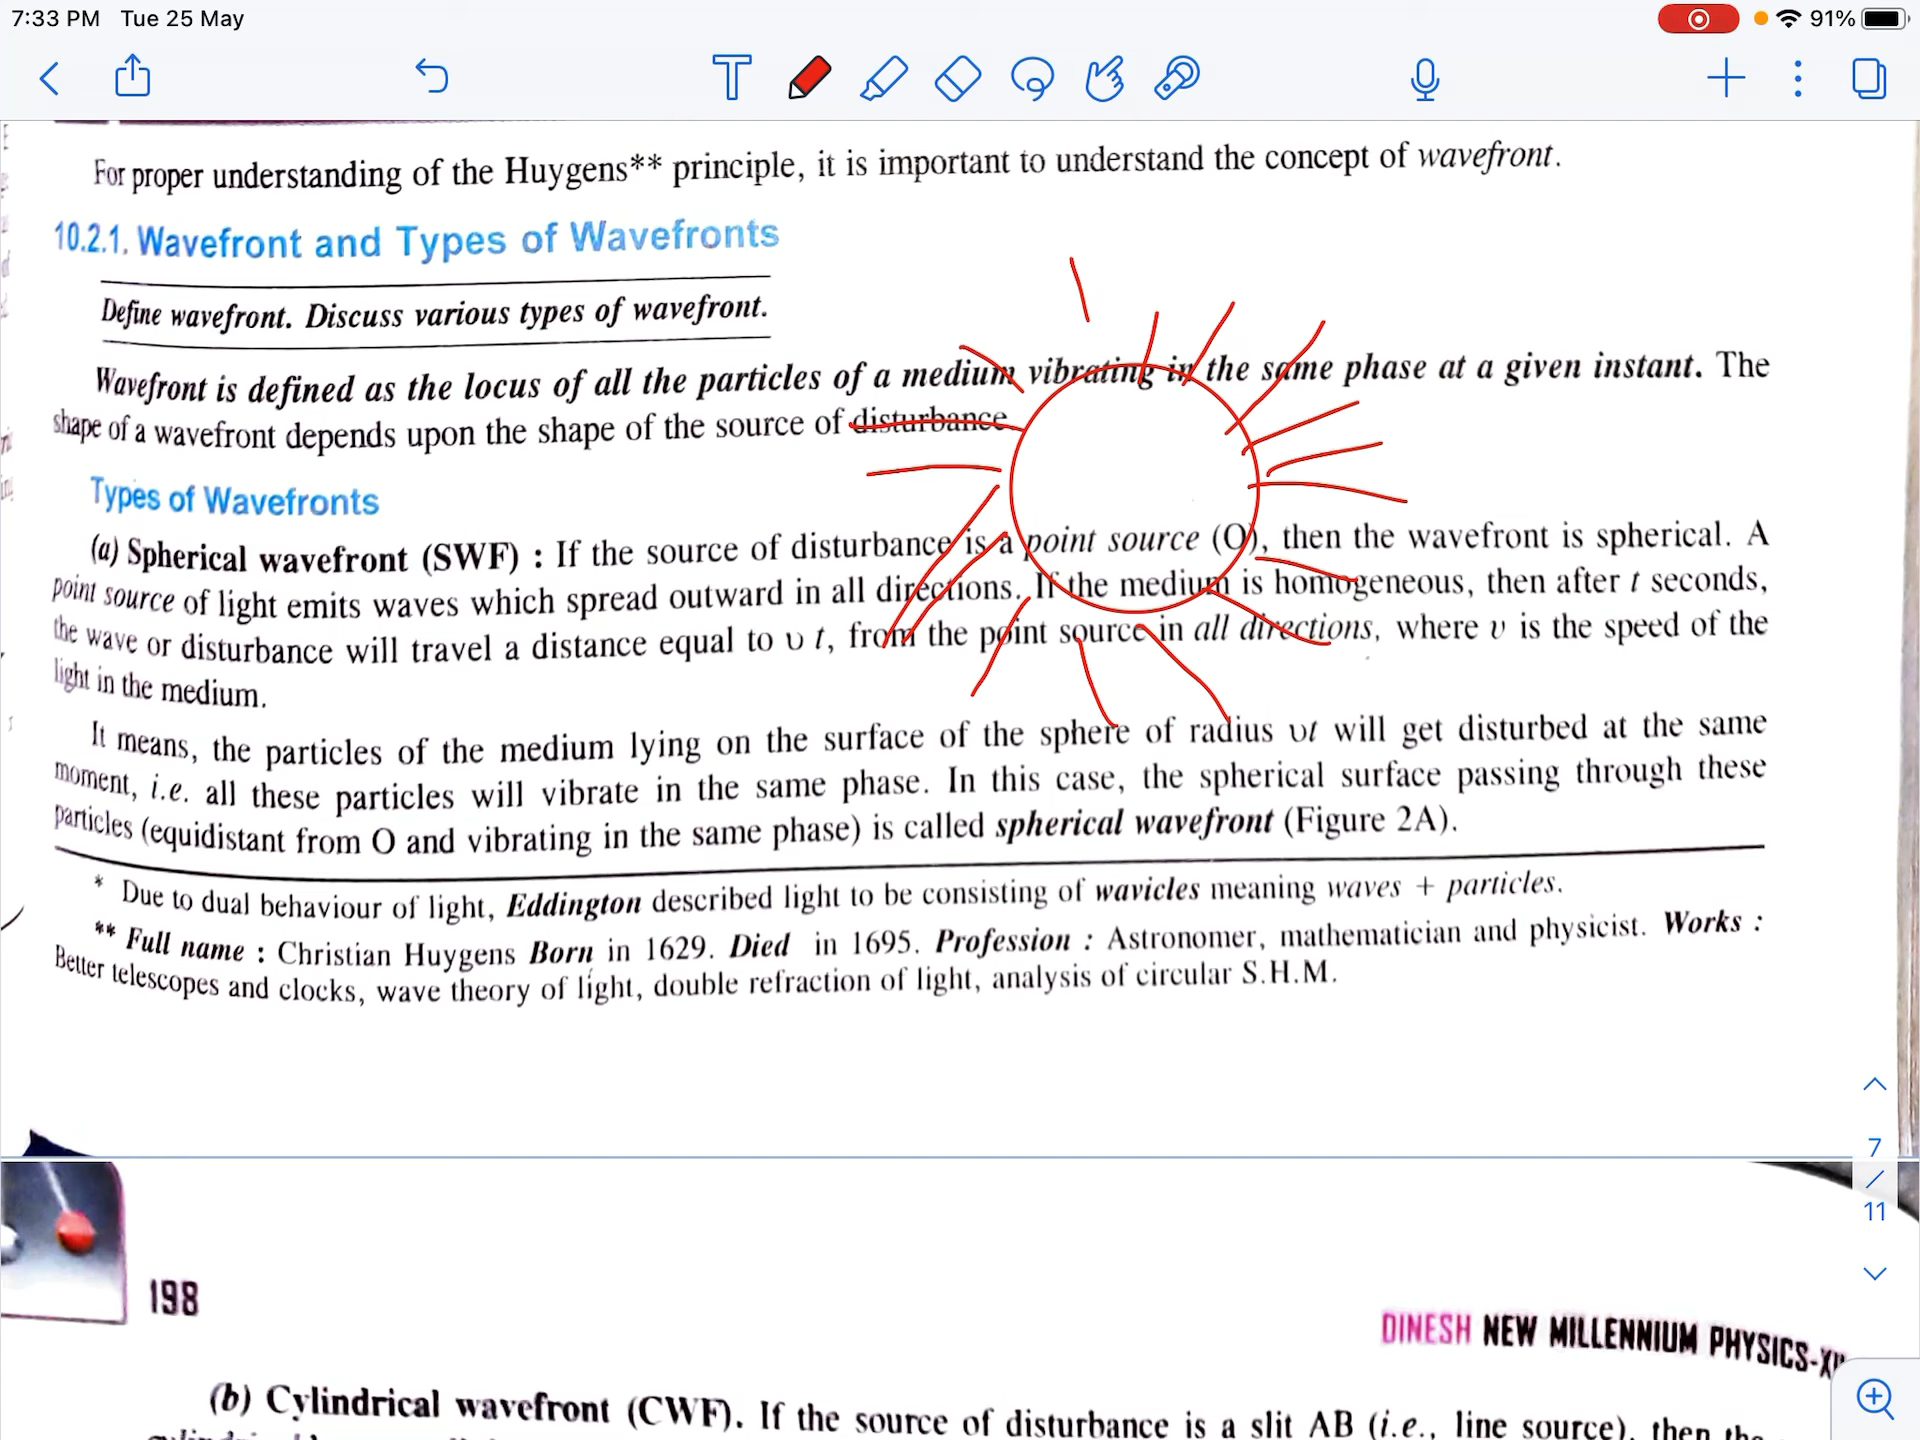 7:33 PM Tue 25 May
91%
For proper understanding of the Huygens** principle, it is important to understand the concept of wavefront.
10.2.1. Wavefront and Types of Wavefronts
Define wavefront. Discuss various types of wavefront.
Wavefront is defined as the locus of all the particles of a medium vibrating in the same phase at a given instant. The
shape of a wavefront depends upon the shape of the source of disturbance.
Types of Wavefronts
(a) Spherical wavefront (SWF) : If the source of disturbance is a point source (O), then the wavefront is spherical. A
point source of light emits waves which spread outward in all directions. If the medium is homogeneous, then after t seconds,
the wave or disturbance will travel a distance equal to υ t, from the point source in all directions, where υ is the speed of the
light in the medium.
It means, the particles of the medium lying on the surface of the sphere of radius υt will get disturbed at the same
moment, i.e. all these particles will vibrate in the same phase. In this case, the spherical surface passing through these
particles (equidistant from O and vibrating in the same phase) is called spherical wavefront (Figure 2A).
* Due to dual behaviour of light, Eddington described light to be consisting of wavicles meaning waves + particles.
** Full name : Christian Huygens Born in 1629. Died in 1695. Profession : Astronomer, mathematician and physicist. Works :
Better telescopes and clocks, wave theory of light, double refraction of light, analysis of circular S.H.M.
7
/
11
198
DINESH NEW MILLENNIUM PHYSICS-XII
(b) Cylindrical wavefront (CWF). If the source of disturbance is a slit AB (i.e., line source), then the